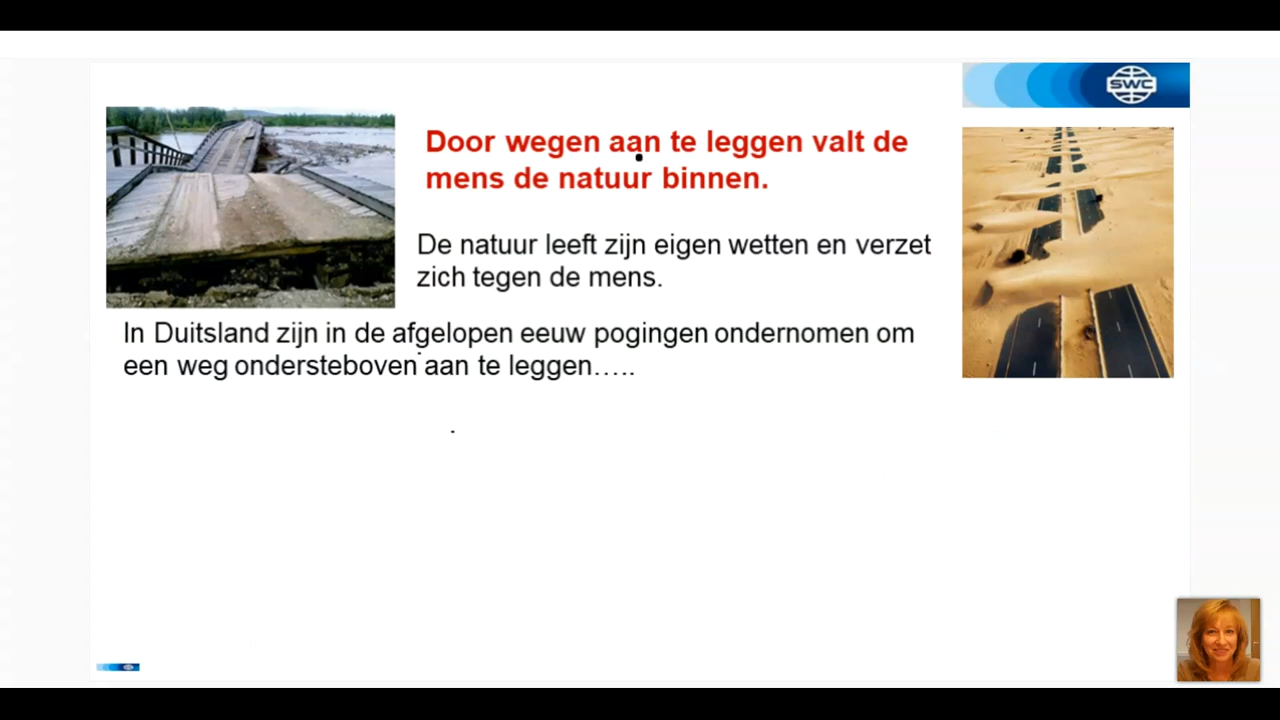 SWC
Door wegen aan te leggen valt de
mens de natuur binnen.
De natuur leeft zijn eigen wetten en verzet
zich tegen de mens.
In Duitsland zijn in de afgelopen eeuw pogingen ondernomen om
een weg ondersteboven aan te leggen…..